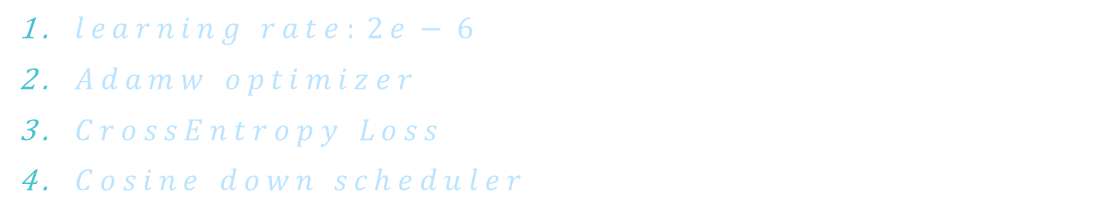 1. learning rate: 2e − 6
2. Adamw optimizer
3. CrossEntropy Loss
4. Cosine down scheduler